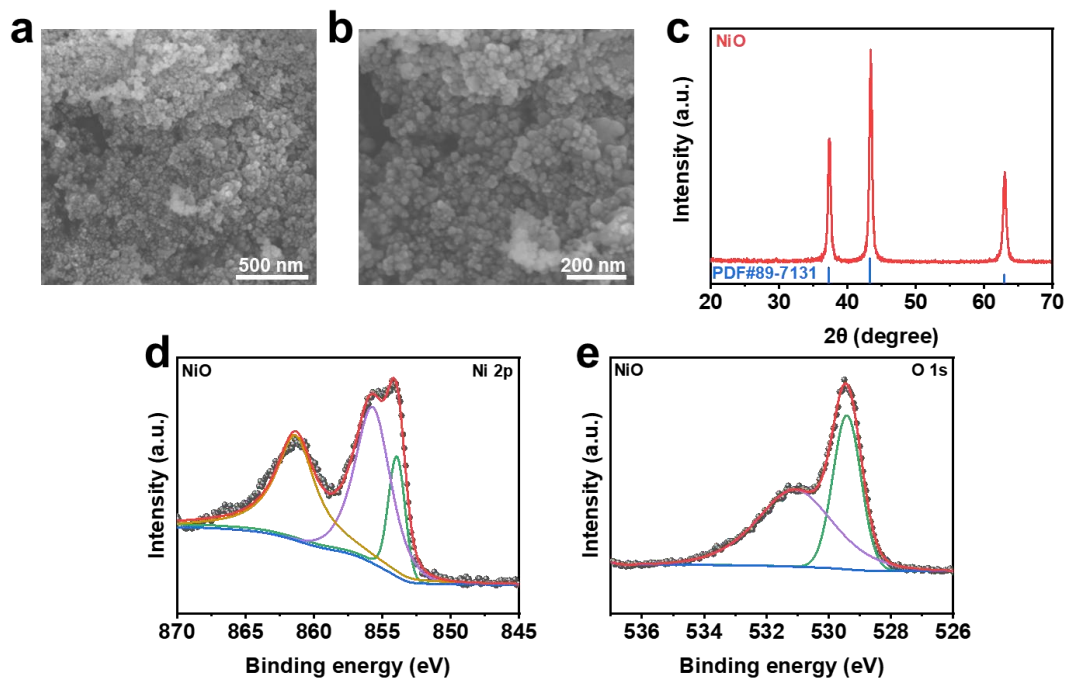 a
500 nm
b
200 nm
c
NiO
PDF#89-7131
Intensity (a.u.)
20 30 40 50 60 70
2θ (degree)
d
NiO Ni 2p
Intensity (a.u.)
870 865 860 855 850 845
Binding energy (eV)
e
NiO O 1s
Intensity (a.u.)
536 534 532 530 528 526
Binding energy (eV)